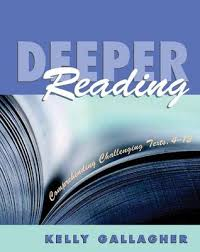 DEEPER
Reading
Comprehending Challenging Texts, 4-12
KELLY GALLAGHER